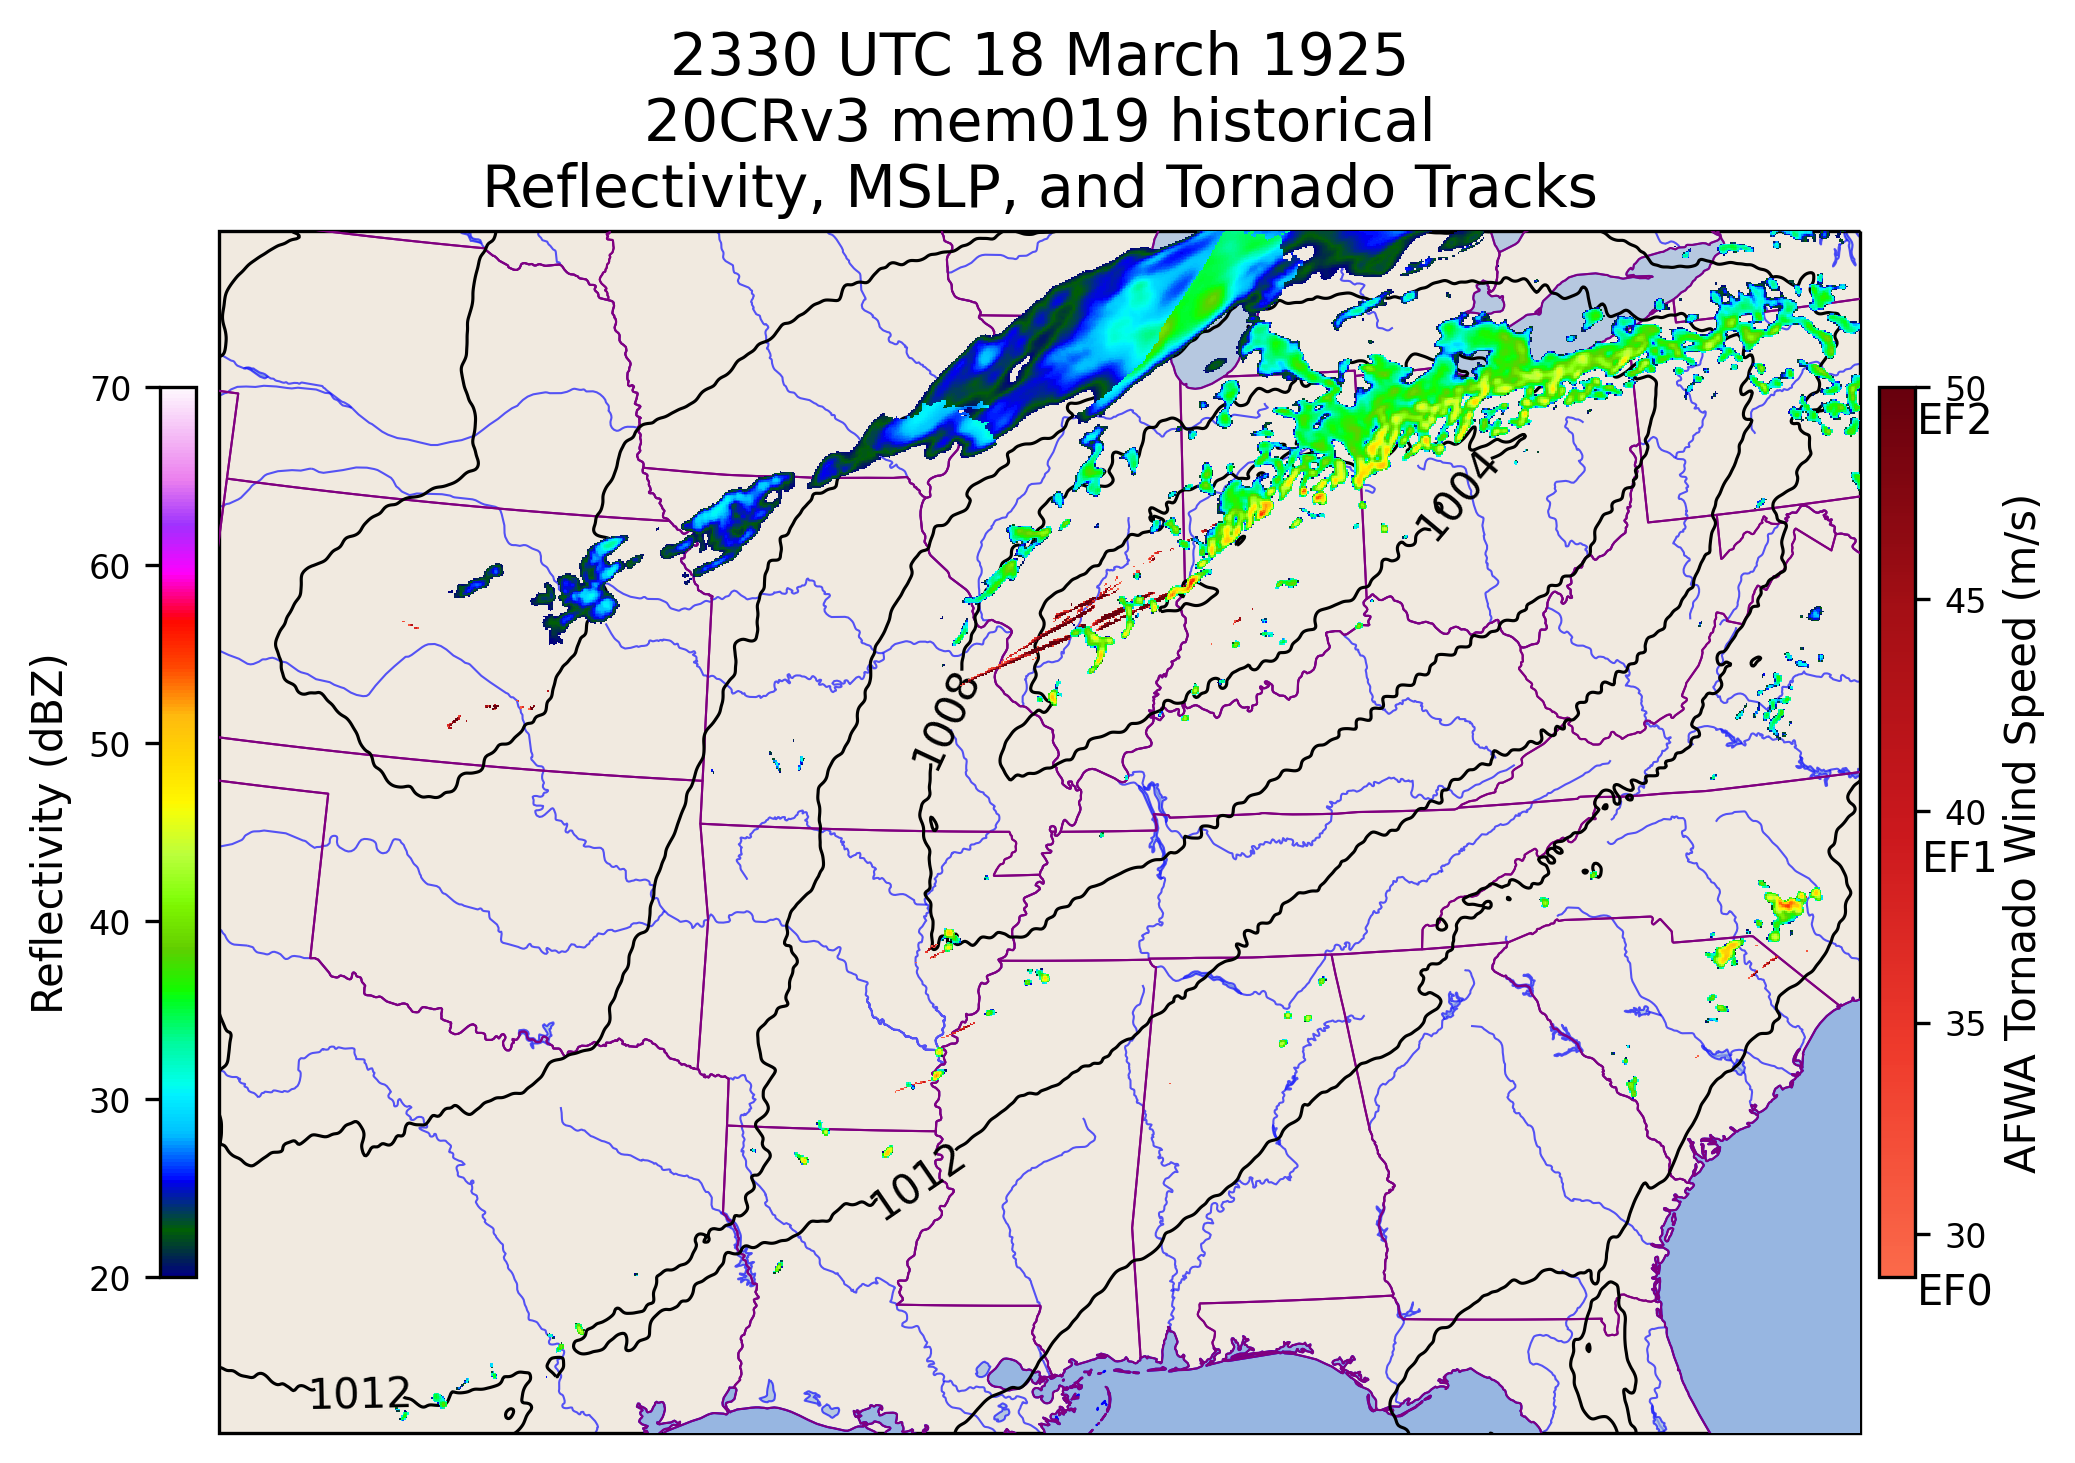 2330 UTC 18 March 1925
20CRv3 mem019 historical
Reflectivity, MSLP, and Tornado Tracks
Reflectivity (dBZ)
70
60
50
40
30
20
1004
1008
1012
1012
50
EF2
45
40
EF1
35
30
EF0
AFWA Tornado Wind Speed (m/s)